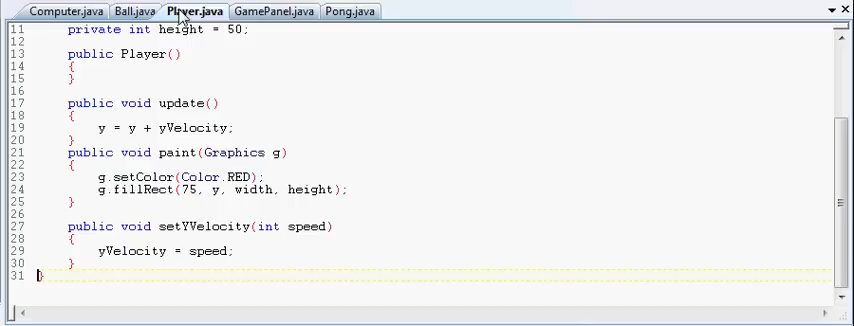 Computer.java Ball.java Player.java GamePanel.java Pong.java
11 private int height = 50;
12
13 public Player()
14 {
15 }
16
17 public void update()
18 {
19 y = y + yVelocity;
20 }
21 public void paint(Graphics g)
22 {
23 g.setColor(Color.RED);
24 g.fillRect(75, y, width, height);
25 }
26
27 public void setYVelocity(int speed)
28 {
29 yVelocity = speed;
30 }
31 }